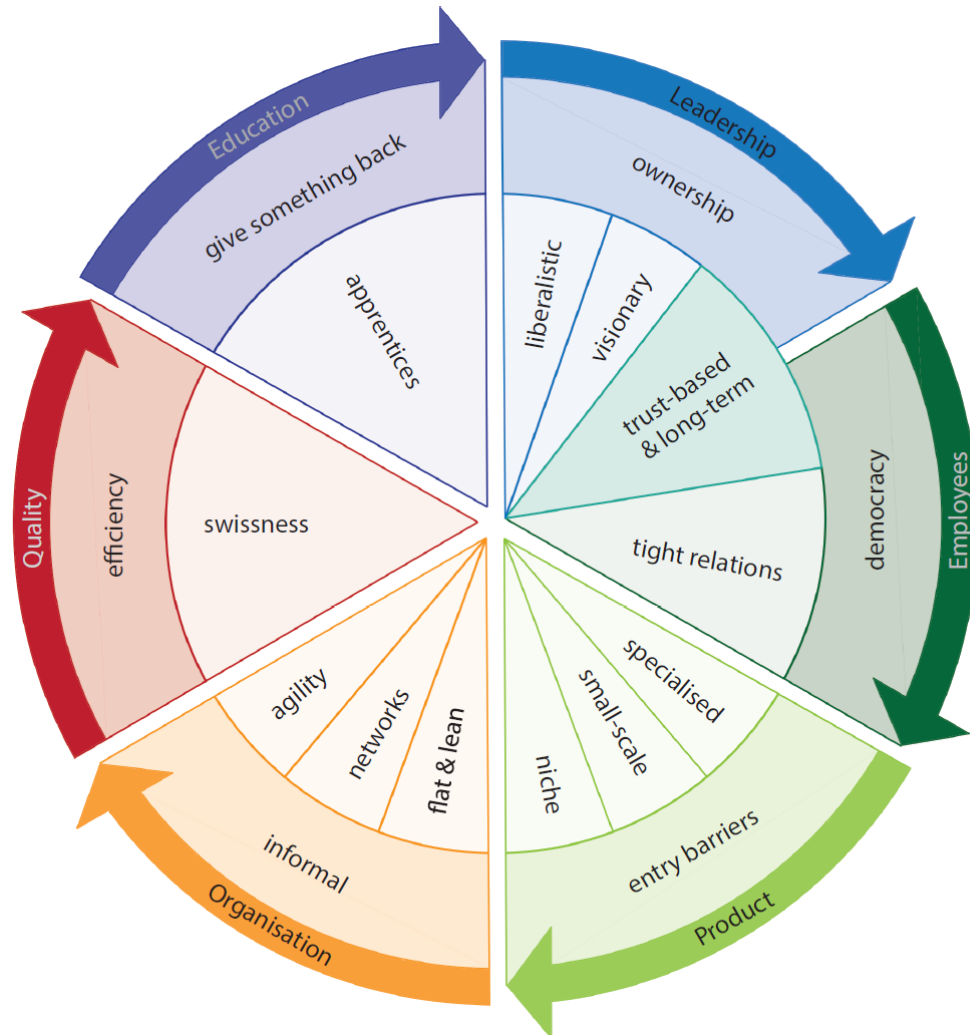 Education
give something back
apprentices
Leadership
ownership
liberalistic
visionary
trust-based
& long-term
Employees
democracy
tight relations
Product
entry barriers
specialised
small-scale
niche
Organisation
informal
flat & lean
networks
agility
Quality
efficiency
swissness